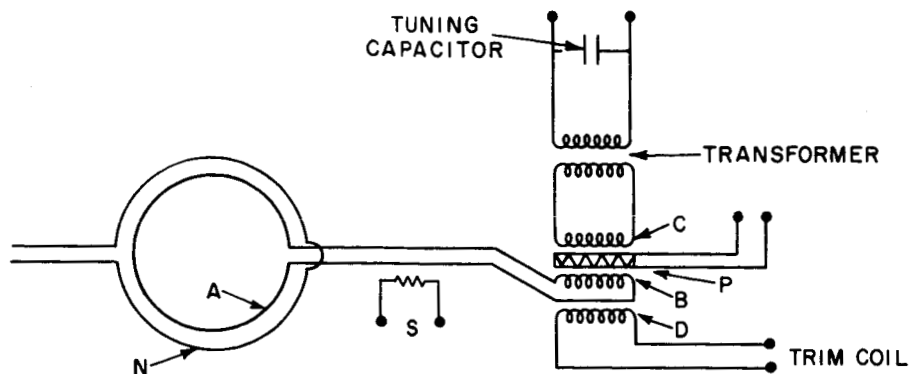 TUNING
CAPACITOR
TRANSFORMER
C
P
A
B
S
D
N
TRIM COIL